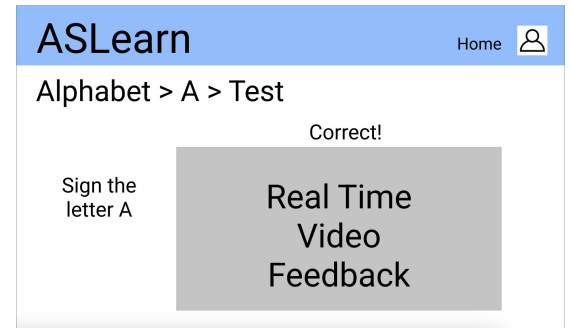 ASLearn
Home
Alphabet > A > Test
Correct!
Sign the
letter A
Real Time
Video
Feedback